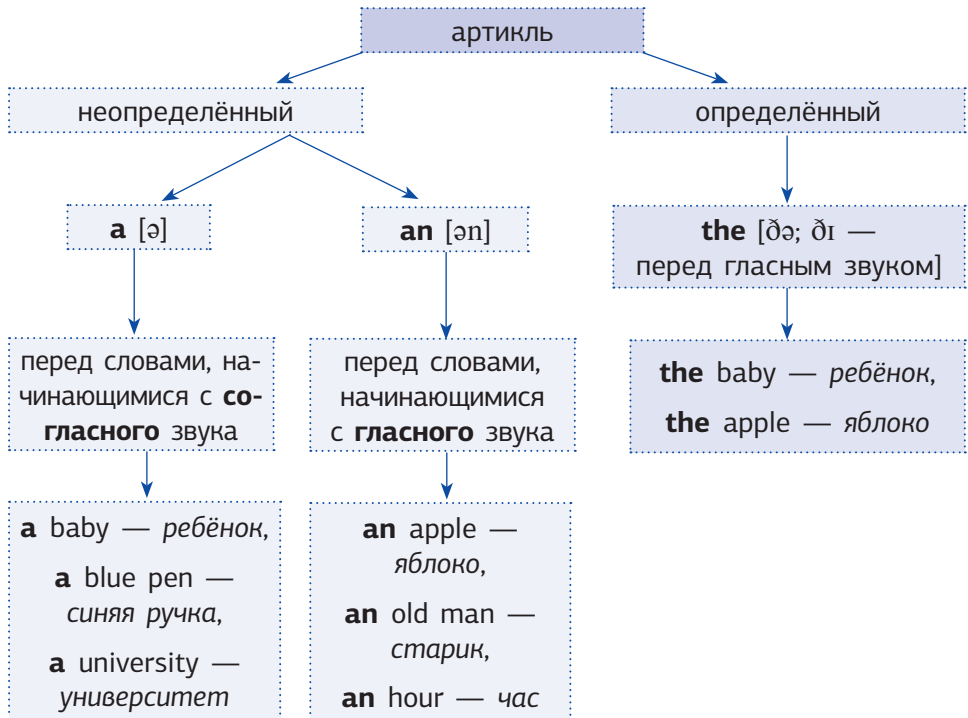 артикль
неопределённый
определённый
a [ə]
an [ən]
the [ðə; ðɪ —
перед гласным звуком]
перед словами, на-
чинающимися с со-
гласного звука
перед словами,
начинающимися
с гласного звука
the baby — ребёнок,
the apple — яблоко
a baby — ребёнок,
a blue pen —
синяя ручка,
a university —
университет
an apple —
яблоко,
an old man —
старик,
an hour — час